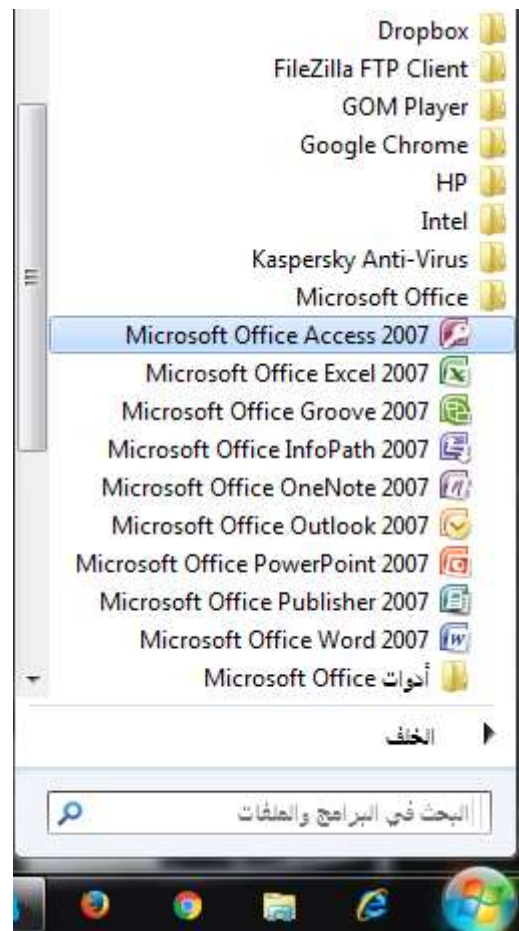 Dropbox
FileZilla FTP Client
GOM Player
Google Chrome
HP
Intel
Kaspersky Anti-Virus
Microsoft Office
Microsoft Office Access 2007
Microsoft Office Excel 2007
Microsoft Office Groove 2007
Microsoft Office InfoPath 2007
Microsoft Office OneNote 2007
Microsoft Office Outlook 2007
Microsoft Office PowerPoint 2007
Microsoft Office Publisher 2007
Microsoft Office Word 2007
أدوات Microsoft Office
الخلف
البحث في البرامج والملفات